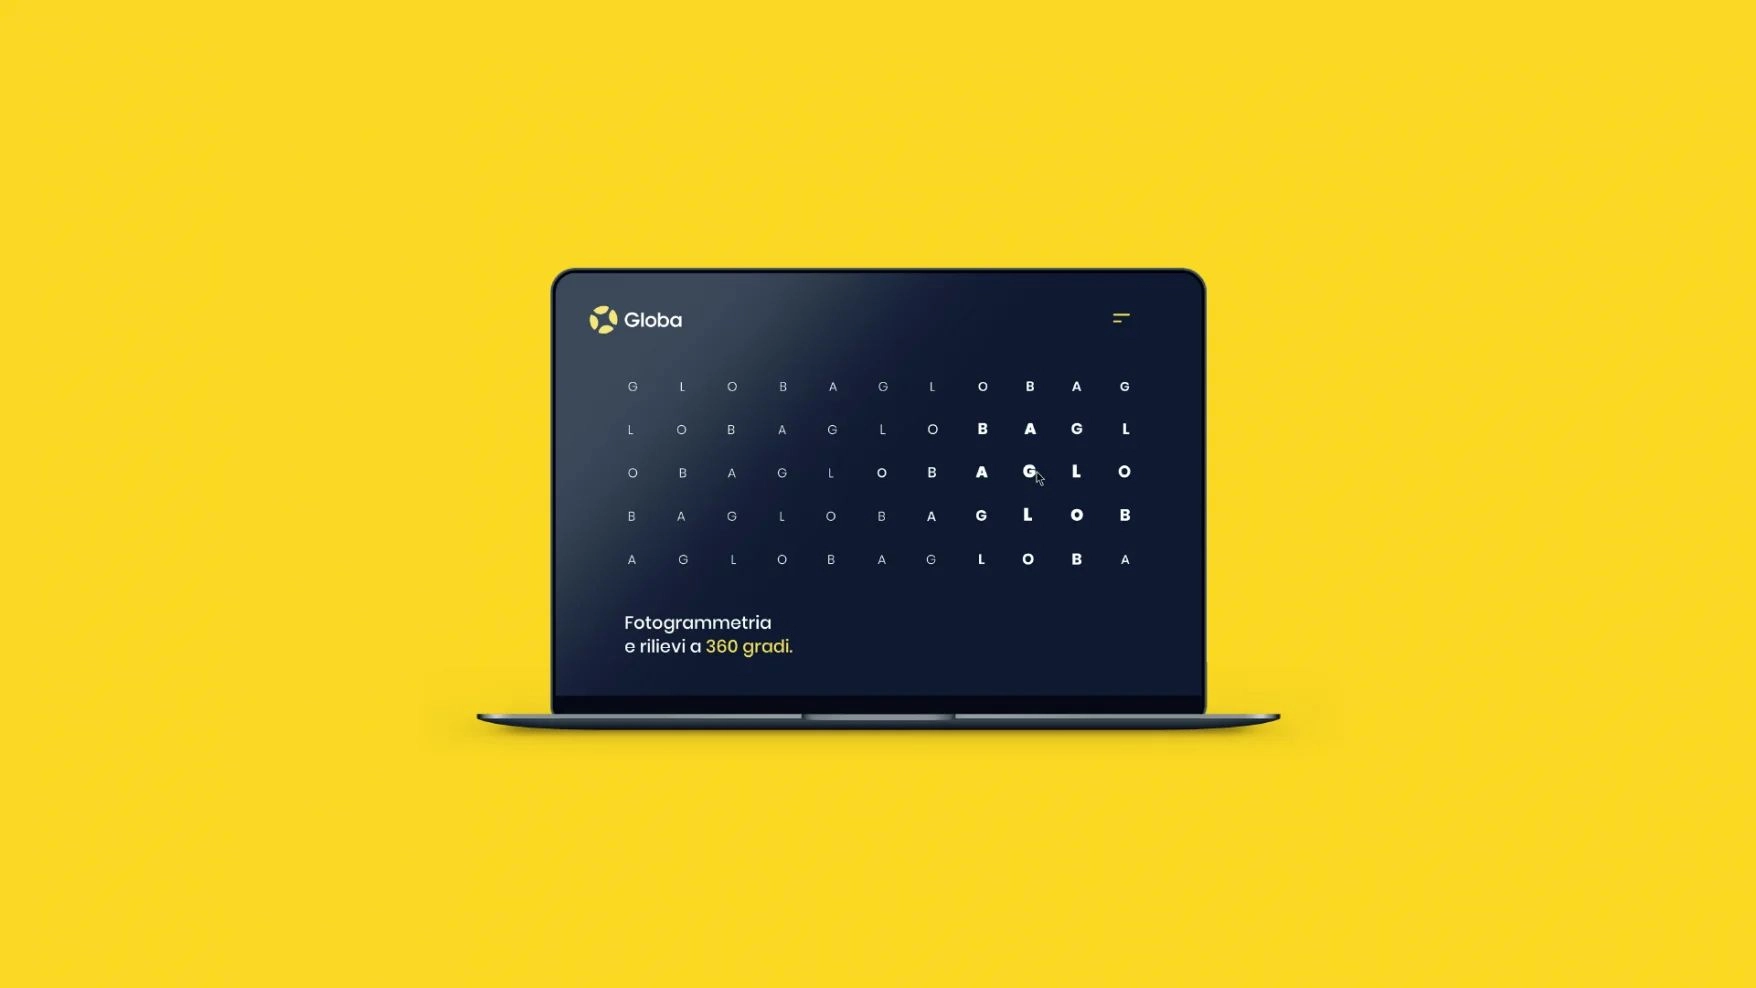 Globa
G L O B A G L O B A G
L O B A G L O B A G L
O B A G L O B A G L O
B A G L O B A G L O B
A G L O B A G L O B A
Fotogrammetria
e rilievi a 360 gradi.